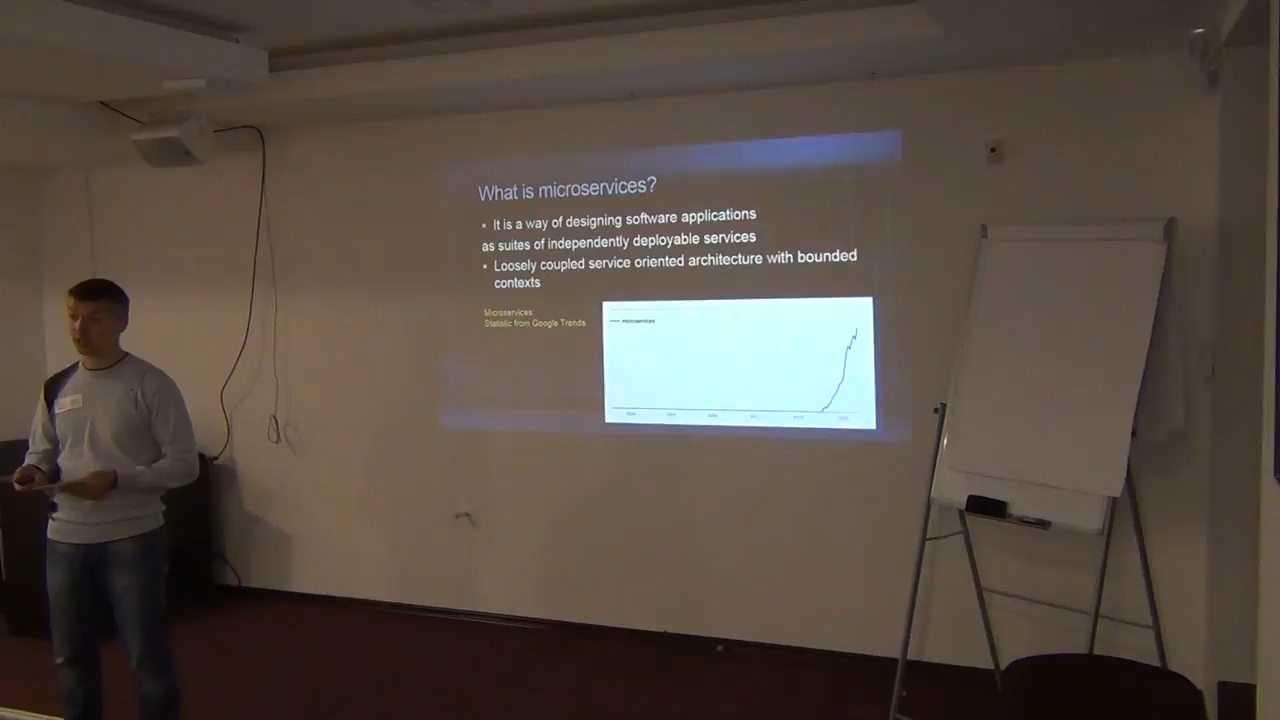 What is microservices?
▪ It is a way of designing software applications
as suites of independently deployable services
▪ Loosely coupled service oriented architecture with bounded
contexts
Microservices:
Statistic from Google Trends
microservices